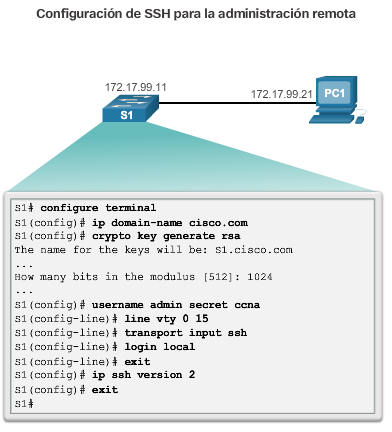 Configuración de SSH para la administración remota
172.17.99.11
172.17.99.21
PC1
S1
S1# configure terminal
S1(config)# ip domain-name cisco.com
S1(config)# crypto key generate rsa
The name for the keys will be: S1.cisco.com
...
How many bits in the modulus [512]: 1024
...
S1(config)# username admin secret ccna
S1(config-line)# line vty 0 15
S1(config-line)# transport input ssh
S1(config-line)# login local
S1(config-line)# exit
S1(config)# ip ssh version 2
S1(config)# exit
S1#